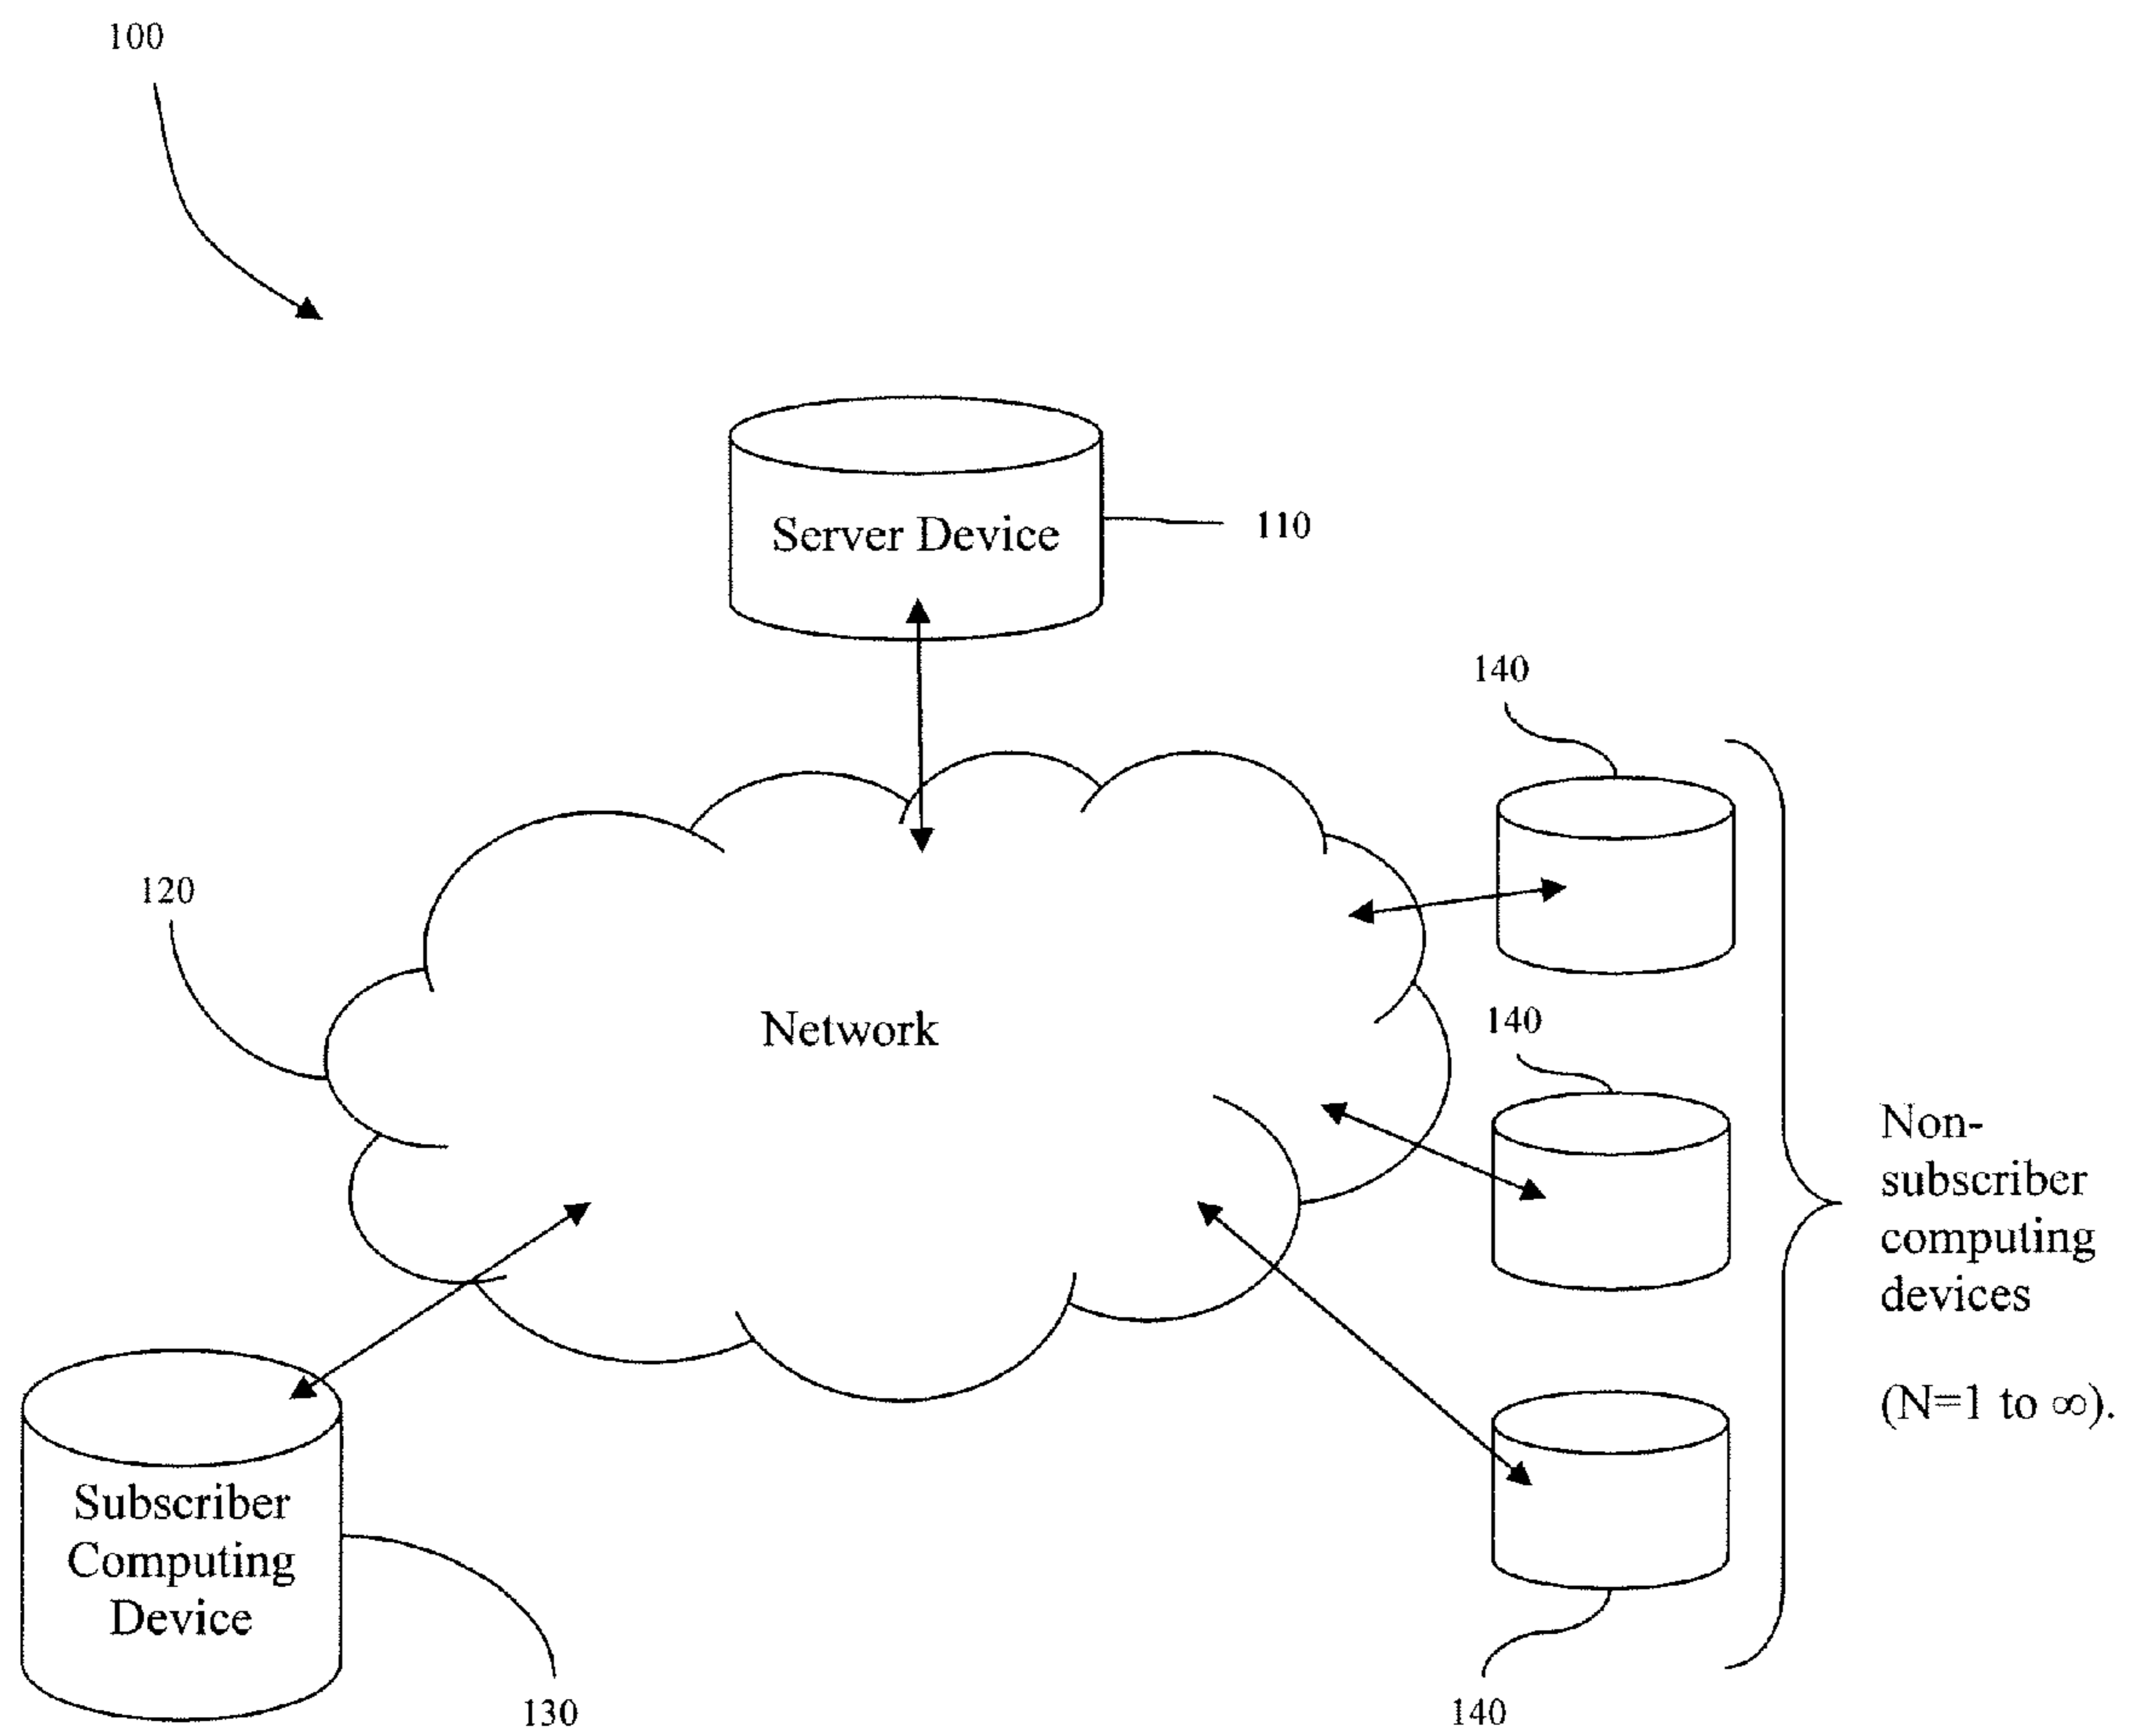 100
Server Device
110
140
120
Network
140
Non-
subscriber
computing
devices
(N=1 to ∞).
Subscriber
Computing
Device
130
140